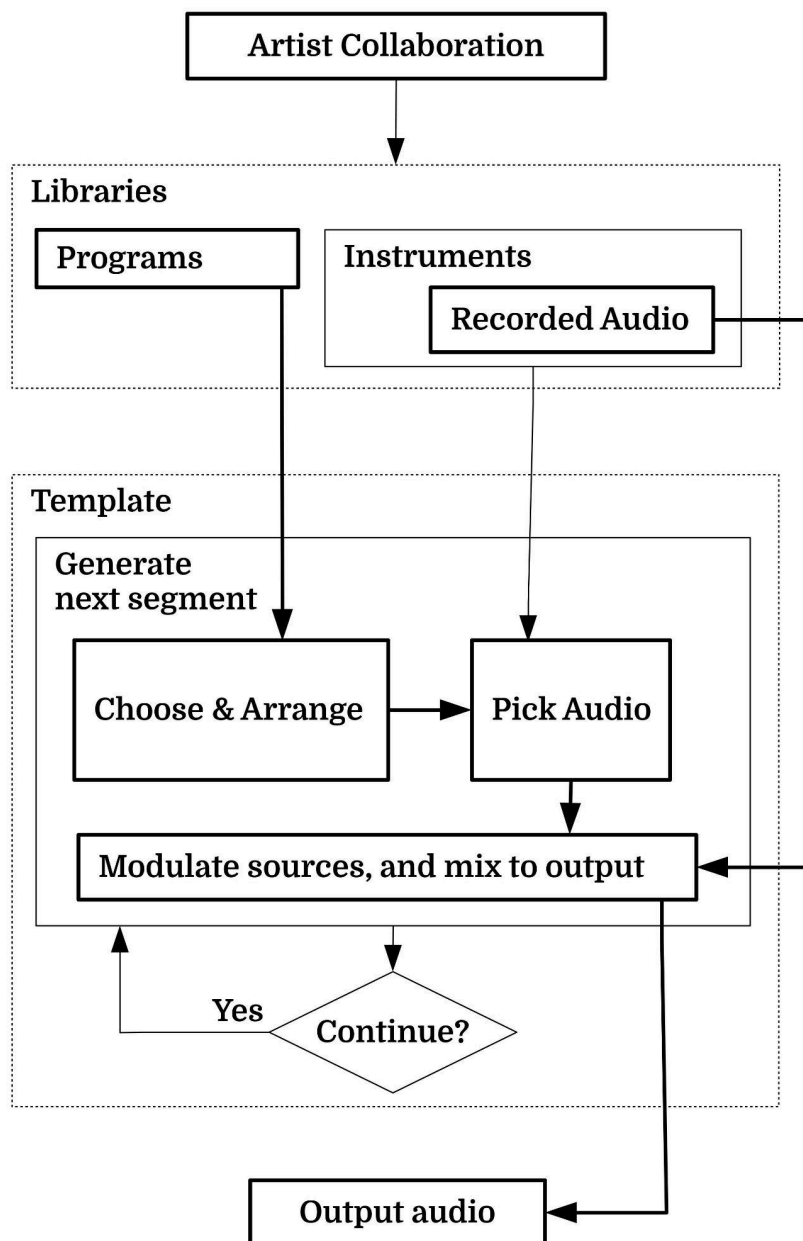 Artist Collaboration
Libraries
Programs
Instruments
Recorded Audio
Template
Generate
next segment
Choose & Arrange
Pick Audio
Modulate sources, and mix to output
Yes
Continue?
Output audio